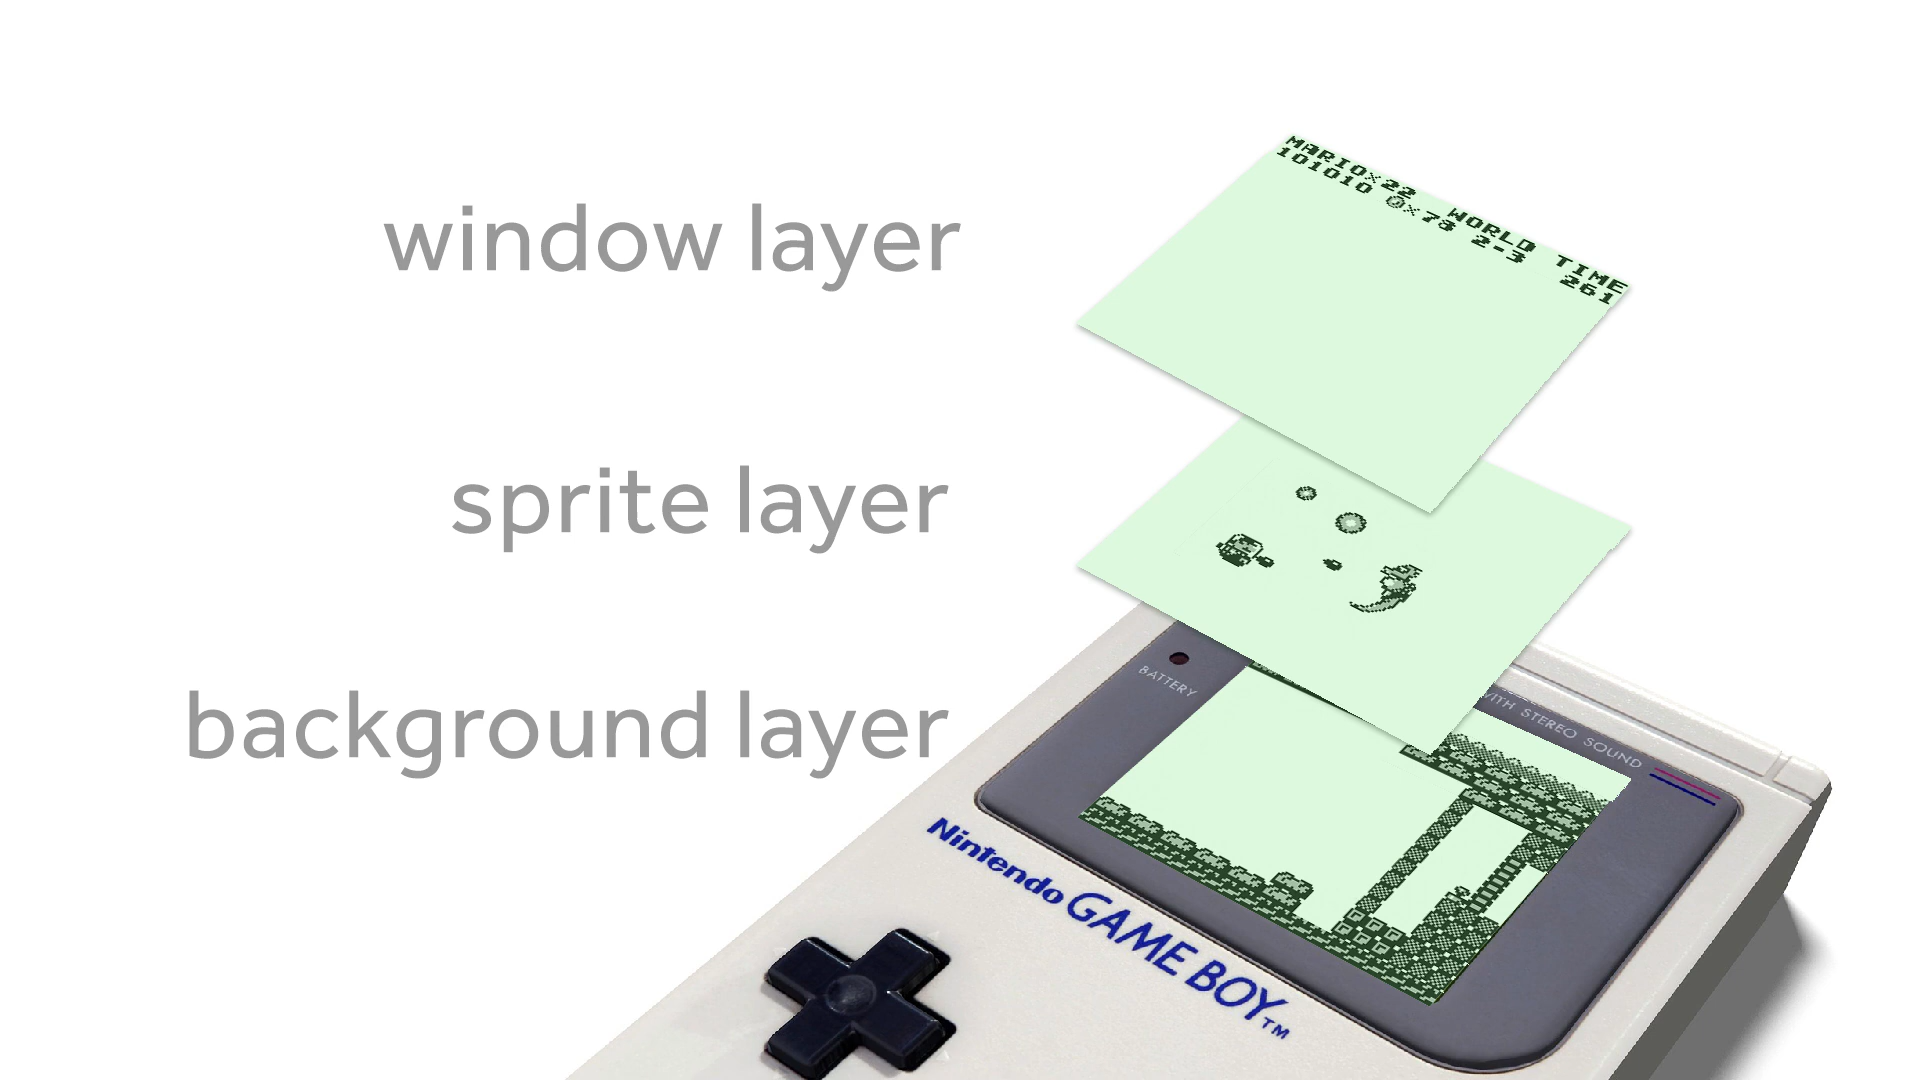 window layer
MARIO×22
101010 ×78
WORLD
2-3
TIME
261
sprite layer
BATTERY
WITH STEREO SOUND
background layer
Nintendo GAME BOY™